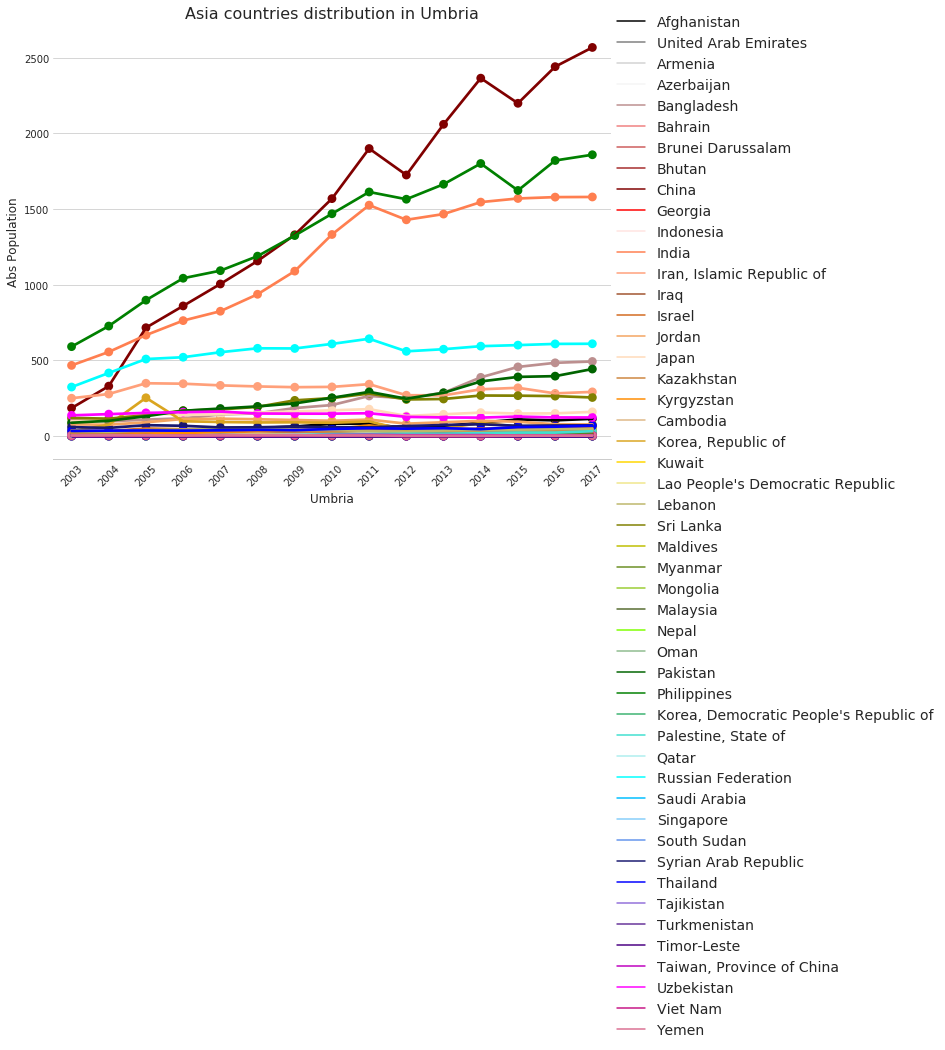 Asia countries distribution in Umbria
Abs Population
2500
2000
1500
1000
500
0
2003
2004
2005
2006
2007
2008
2009
2010
2011
2012
2013
2014
2015
2016
2017
Umbria
Afghanistan
United Arab Emirates
Armenia
Azerbaijan
Bangladesh
Bahrain
Brunei Darussalam
Bhutan
China
Georgia
Indonesia
India
Iran, Islamic Republic of
Iraq
Israel
Jordan
Japan
Kazakhstan
Kyrgyzstan
Cambodia
Korea, Republic of
Kuwait
Lao People's Democratic Republic
Lebanon
Sri Lanka
Maldives
Myanmar
Mongolia
Malaysia
Nepal
Oman
Pakistan
Philippines
Korea, Democratic People's Republic of
Palestine, State of
Qatar
Russian Federation
Saudi Arabia
Singapore
South Sudan
Syrian Arab Republic
Thailand
Tajikistan
Turkmenistan
Timor-Leste
Taiwan, Province of China
Uzbekistan
Viet Nam
Yemen